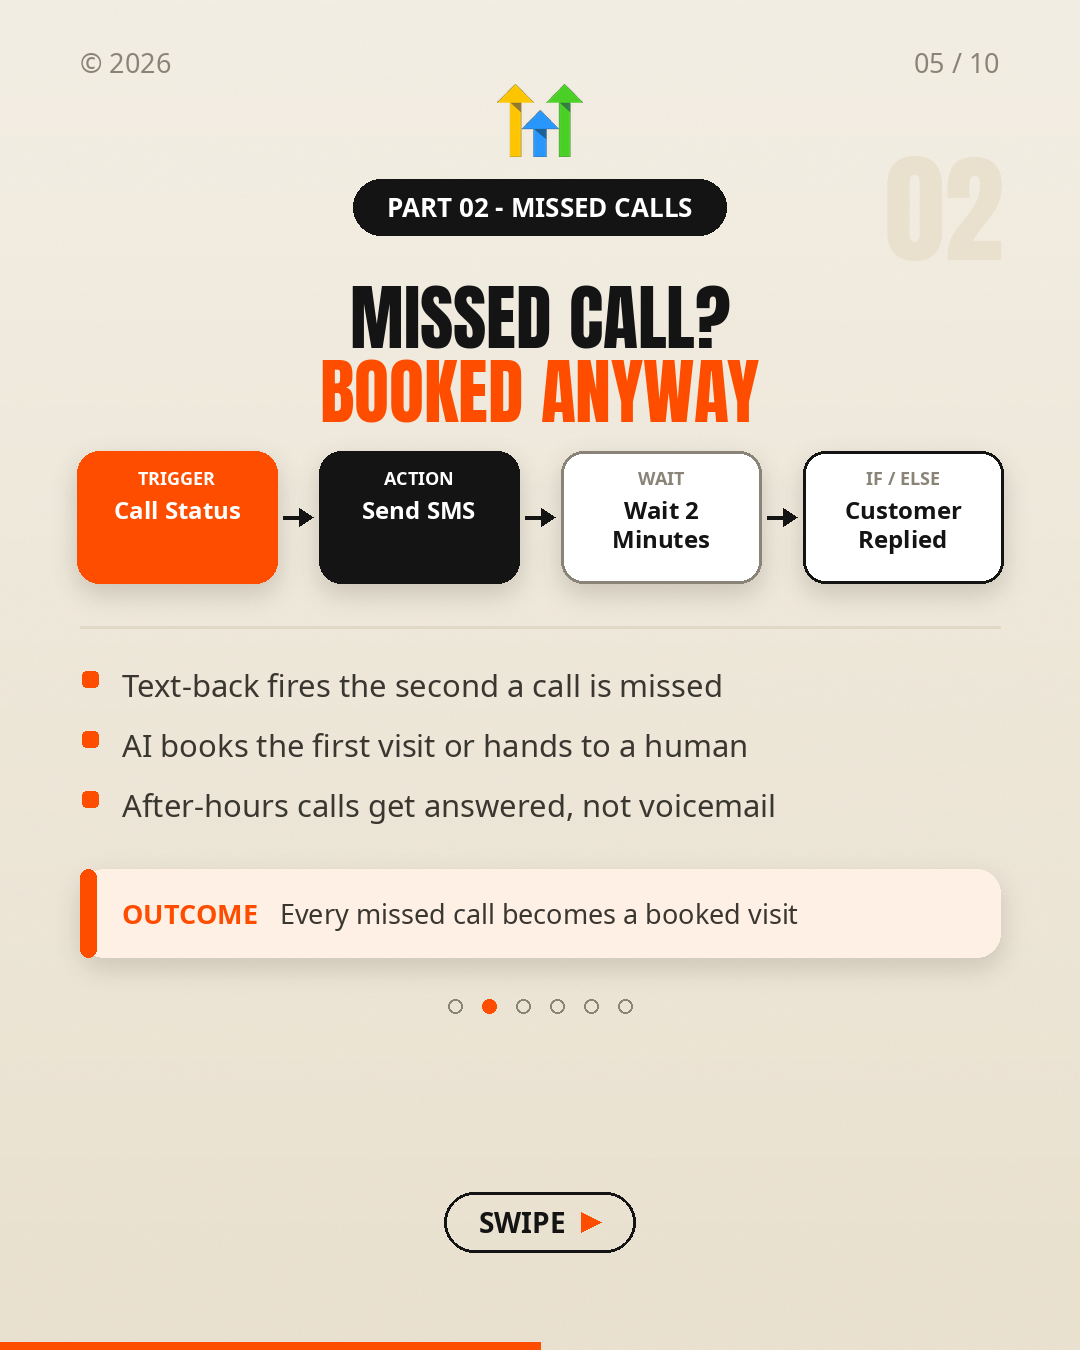 © 2026
05 / 10
PART 02 - MISSED CALLS
02
MISSED CALL?
BOOKED ANYWAY
TRIGGER
Call Status
ACTION
Send SMS
WAIT
Wait 2
Minutes
IF / ELSE
Customer
Replied
Text-back fires the second a call is missed
AI books the first visit or hands to a human
After-hours calls get answered, not voicemail
OUTCOME Every missed call becomes a booked visit
SWIPE